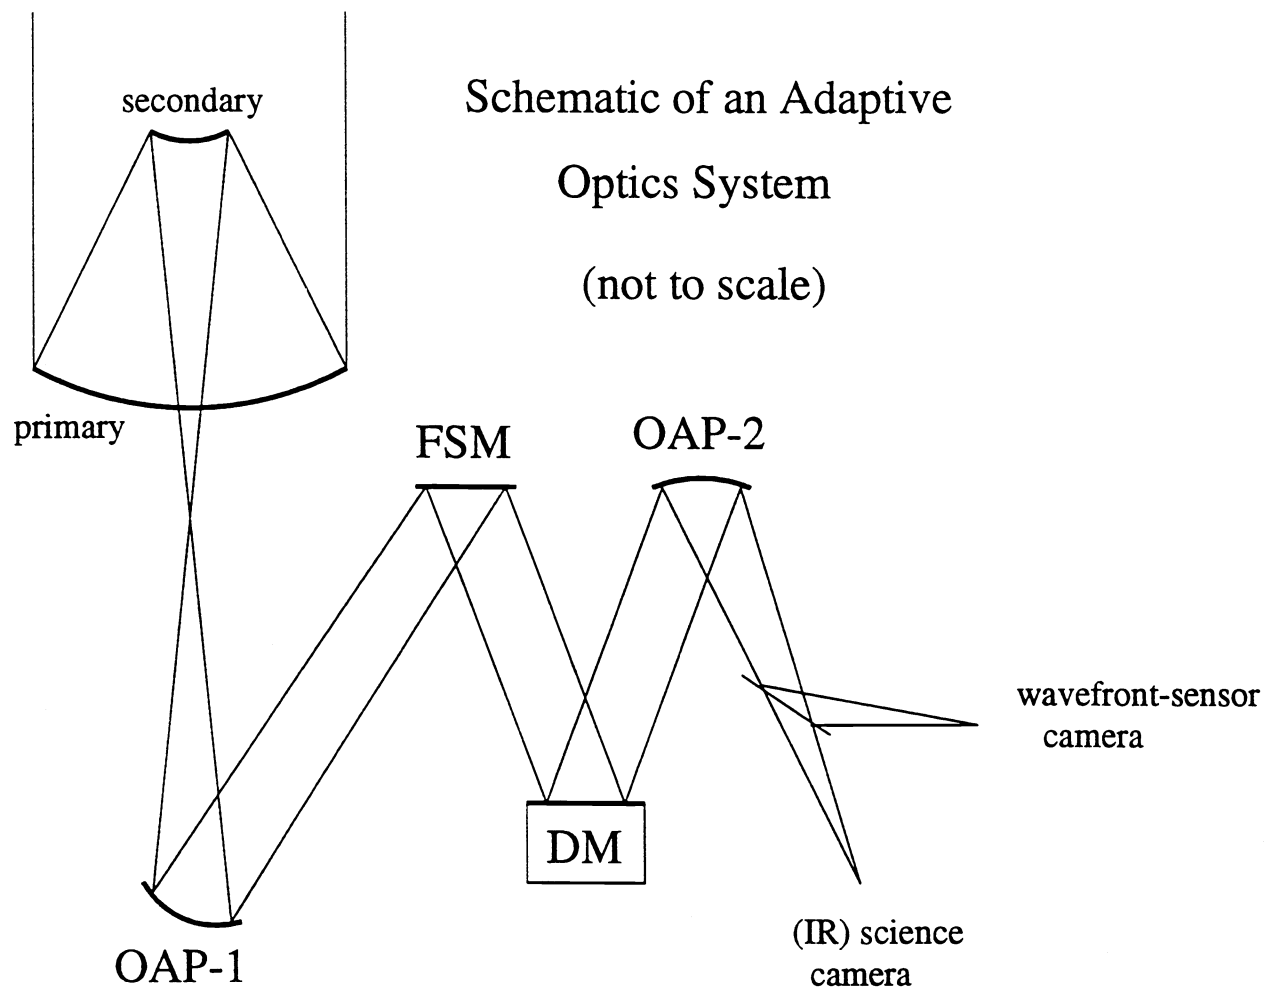 Schematic of an Adaptive
Optics System
(not to scale)
secondary
primary
FSM
OAP-2
wavefront-sensor
camera
DM
(IR) science
camera
OAP-1